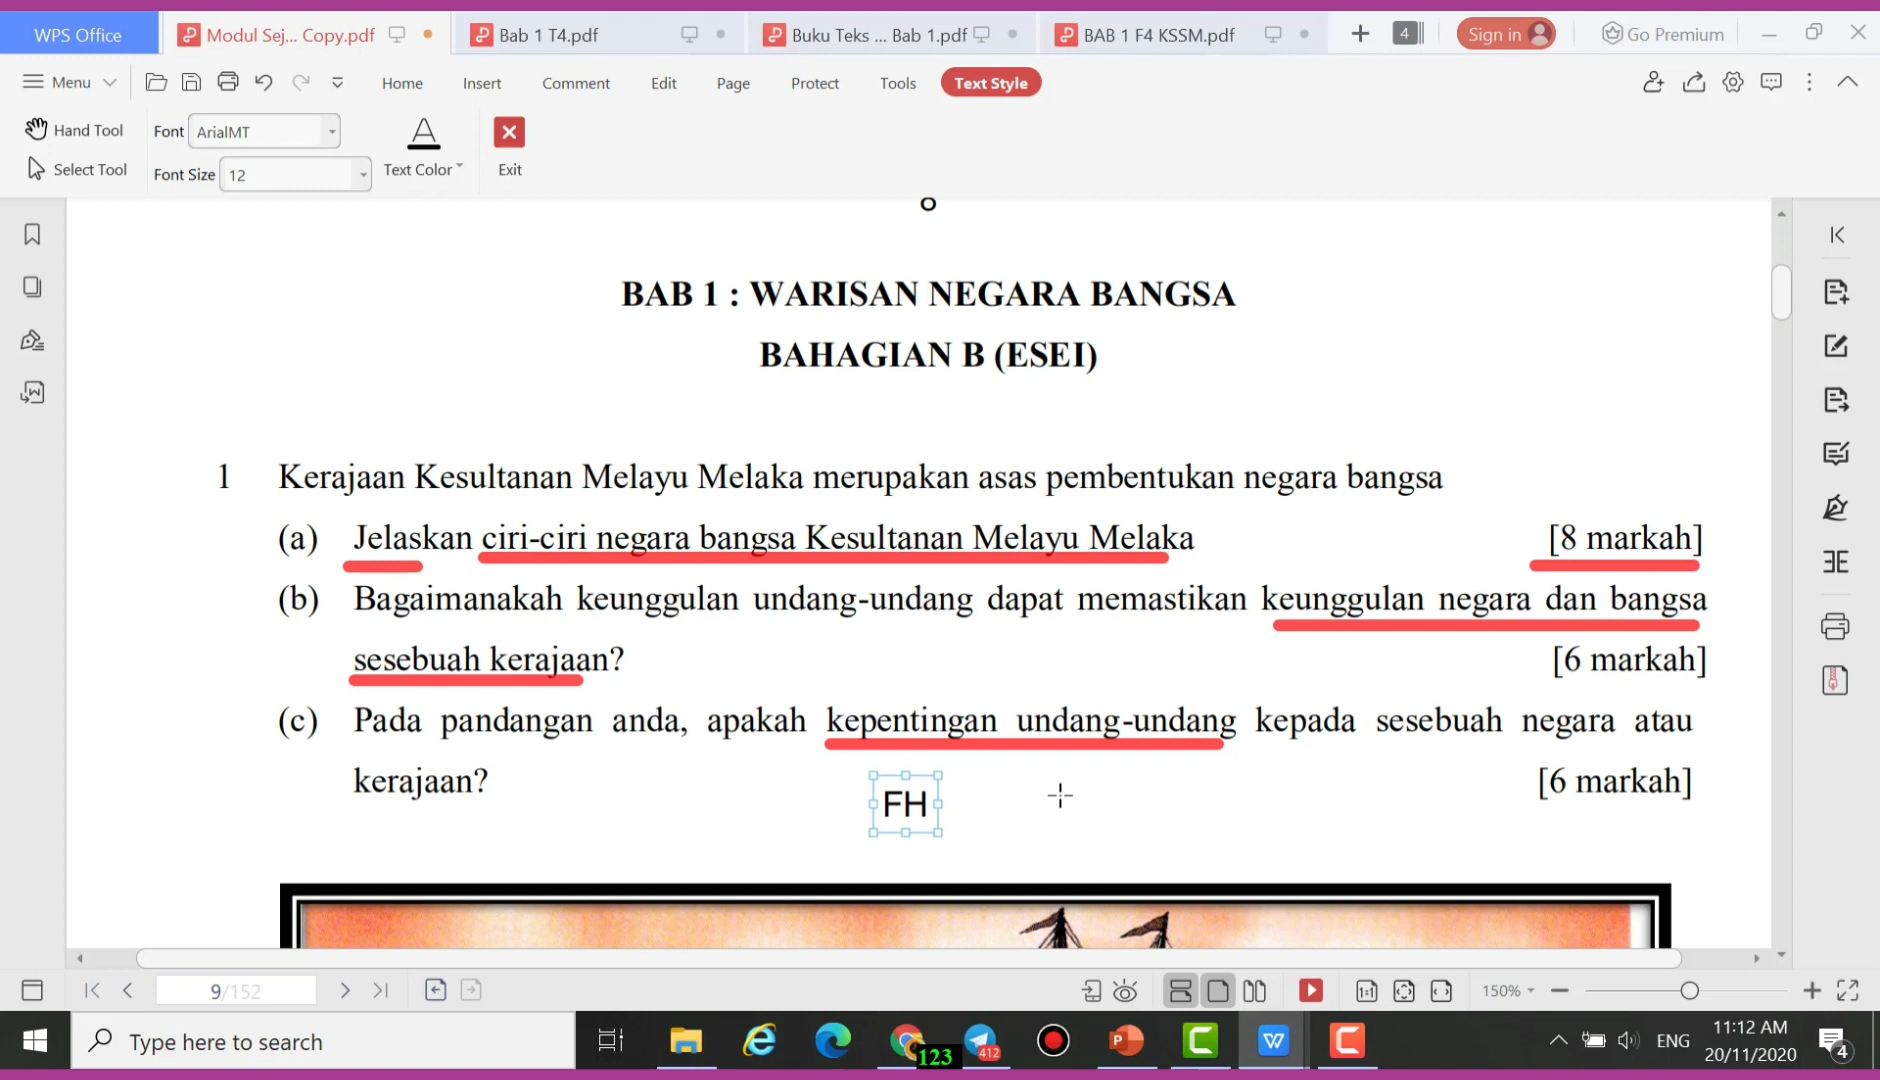 WPS Office
Modul Sej... Copy.pdf
Bab 1 T4.pdf
Buku Teks ... Bab 1.pdf
BAB 1 F4 KSSM.pdf
4
Sign in
Go Premium
Menu
Home
Insert
Comment
Edit
Page
Protect
Tools
Text Style
Hand Tool
Font ArialMT
Select Tool
Font Size 12
Text Color
Exit
8
BAB 1 : WARISAN NEGARA BANGSA
BAHAGIAN B (ESEI)
1 Kerajaan Kesultanan Melayu Melaka merupakan asas pembentukan negara bangsa
(a) Jelaskan ciri-ciri negara bangsa Kesultanan Melayu Melaka [8 markah]
(b) Bagaimanakah keunggulan undang-undang dapat memastikan keunggulan negara dan bangsa
sesebuah kerajaan? [6 markah]
(c) Pada pandangan anda, apakah kepentingan undang-undang kepada sesebuah negara atau
kerajaan? [6 markah]
FH
9/152
150%
Type here to search
123
412
ENG
11:12 AM
20/11/2020
4